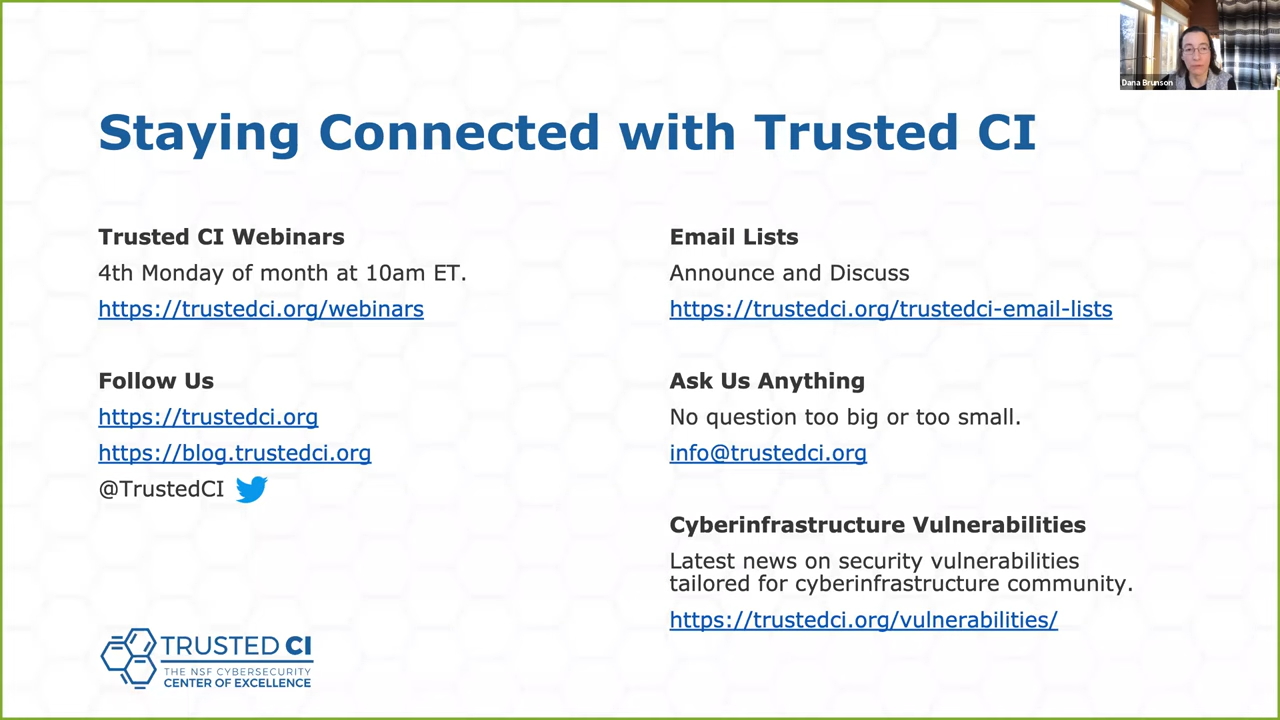 Dana Brunson
Staying Connected with Trusted CI
Trusted CI Webinars
4th Monday of month at 10am ET.
https://trustedci.org/webinars
Follow Us
https://trustedci.org
https://blog.trustedci.org
@TrustedCI
Email Lists
Announce and Discuss
https://trustedci.org/trustedci-email-lists
Ask Us Anything
No question too big or too small.
info@trustedci.org
Cyberinfrastructure Vulnerabilities
Latest news on security vulnerabilities
tailored for cyberinfrastructure community.
https://trustedci.org/vulnerabilities/
TRUSTED CI
THE NSF CYBERSECURITY
CENTER OF EXCELLENCE